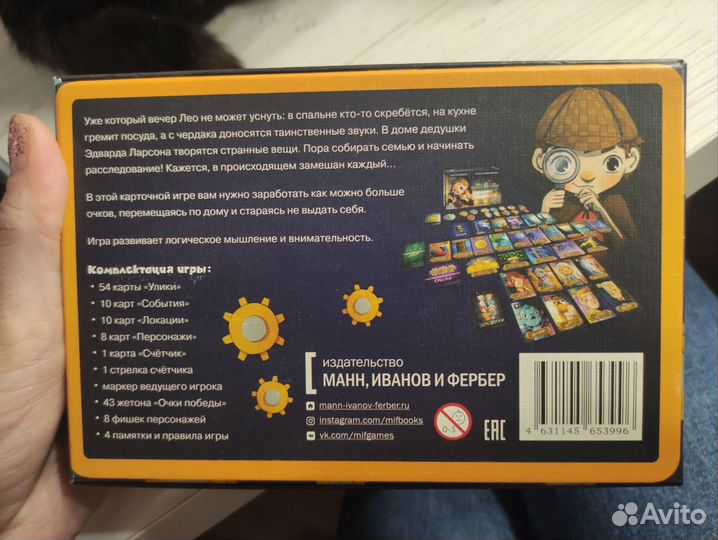 Уже который вечер Лео не может уснуть: в спальне кто-то скребётся, на кухне
гремит посуда, а с чердака доносятся таинственные звуки. В доме дедушки
Эдварда Ларсона творятся странные вещи. Пора собирать семью и начинать
расследование! Кажется, в происходящем замешан каждый...
В этой карточной игре вам нужно заработать как можно больше
очков, перемещаясь по дому и стараясь не выдать себя.
Игра развивает логическое мышление и внимательность.
Комплектация игры:
• 54 карты «Улики»
• 10 карт «События»
• 10 карт «Локации»
• 8 карт «Персонажи»
• 1 карта «Счётчик»
• 1 стрелка счётчика
• маркер ведущего игрока
• 43 жетона «Очки победы»
• 8 фишек персонажей
• 4 памятки и правила игры
издательство
МАНН, ИВАНОВ И ФЕРБЕР
mann-ivanov-ferber.ru
instagram.com/mifbooks
vk.com/mifgames
0-3
EAC
4 631145 653996
Avito